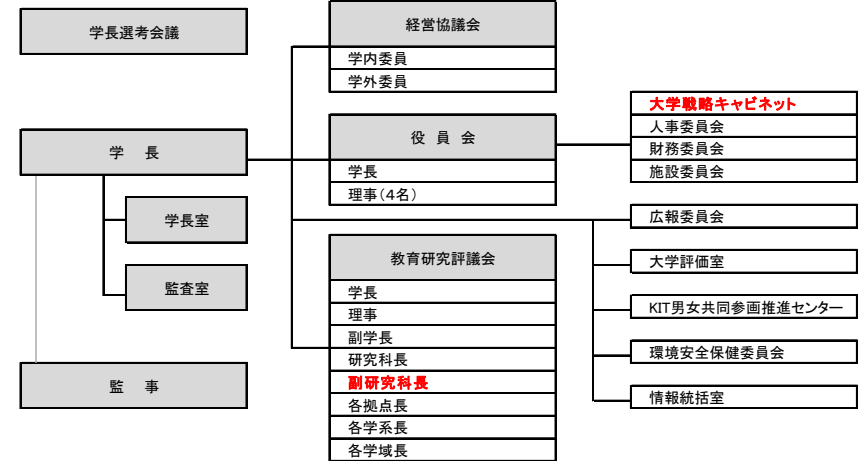 学長選考会議
学　長
学長室
監査室
監　事
経営協議会
学内委員
学外委員
役　員　会
学長
理事(4名)
教育研究評議会
学長
理事
副学長
研究科長
副研究科長
各拠点長
各学系長
各学域長
大学戦略キャビネット
人事委員会
財務委員会
施設委員会
広報委員会
大学評価室
KIT男女共同参画推進センター
環境安全保健委員会
情報統括室